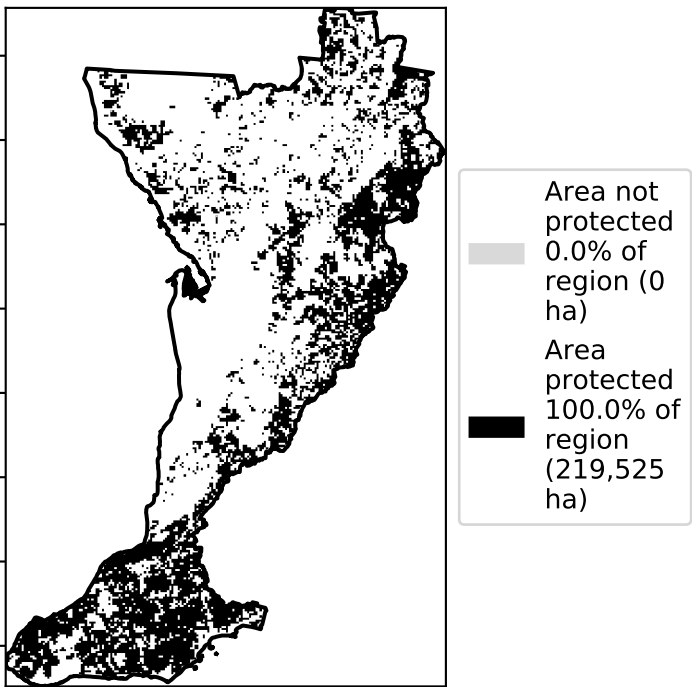 Area not
protected
0.0% of
region (0
ha)
Area
protected
100.0% of
region
(219,525
ha)